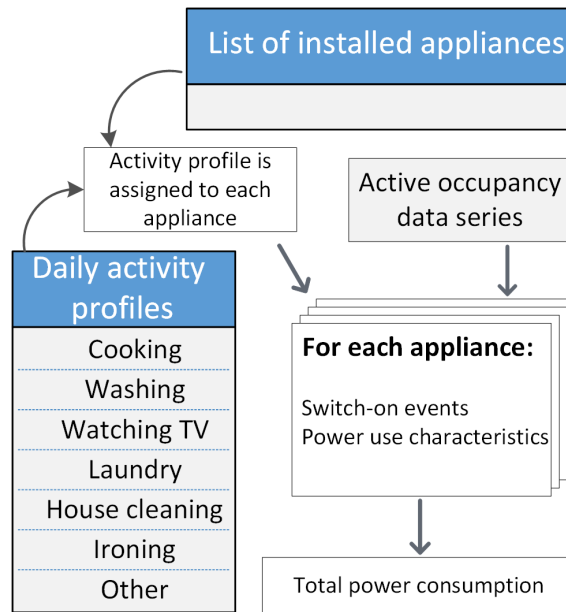 List of installed appliances
Activity profile is
assigned to each
appliance
Active occupancy
data series
Daily activity
profiles
Cooking
Washing
Watching TV
Laundry
House cleaning
Ironing
Other
For each appliance:
Switch-on events
Power use characteristics
Total power consumption